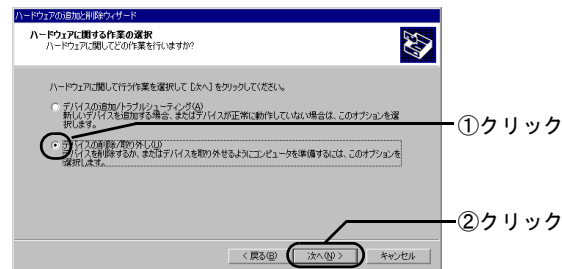 ハードウェアの追加と削除ウィザード
ハードウェアに関する作業の選択
ハードウェアに関してどの作業を行いますか?
ハードウェアに関して行う作業を選択して [次へ] をクリックしてください。
デバイスの追加/トラブルシューティング(A)
新しいデバイスを追加する場合、またはデバイスが正常に動作していない場合は、このオプションを選
択します。
デバイスの削除/取り外し(U)
デバイスを削除するか、またはデバイスを取り外せるようにコンピュータを準備するには、このオプションを
選択します。
①クリック
②クリック
< 戻る(B)
次へ(N) >
キャンセル